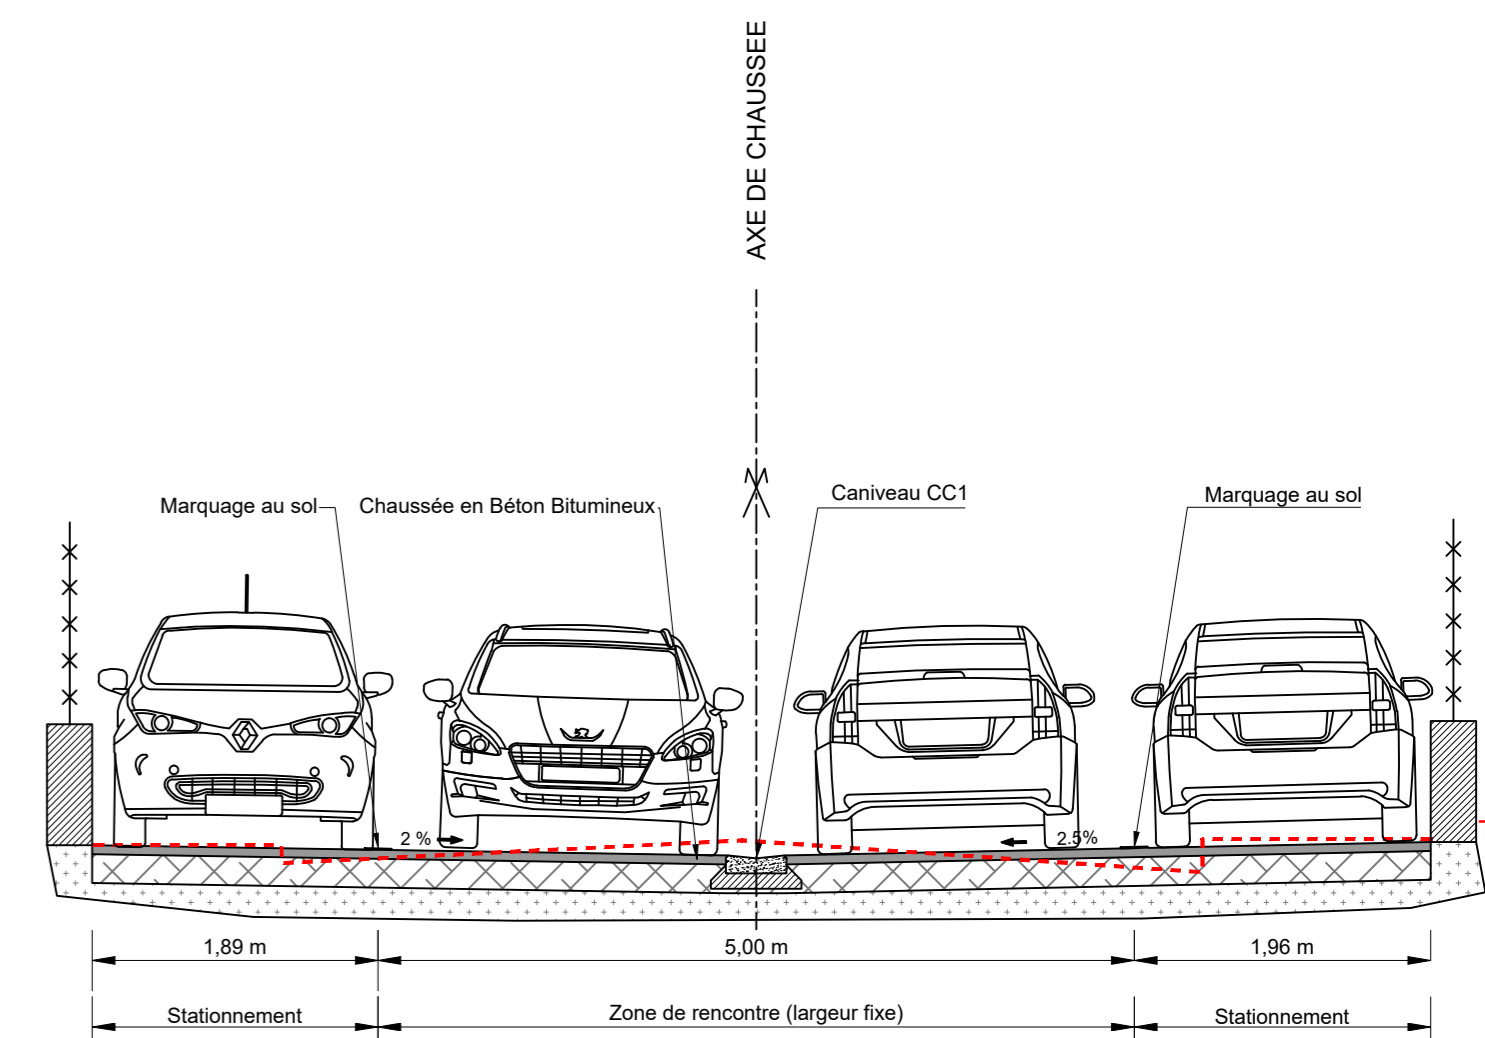 AXE DE CHAUSSEE
Marquage au sol
Chaussée en Béton Bitumineux
Caniveau CC1
Marquage au sol
2 %
2.5%
1,89 m
5,00 m
1,96 m
Stationnement
Zone de rencontre (largeur fixe)
Stationnement